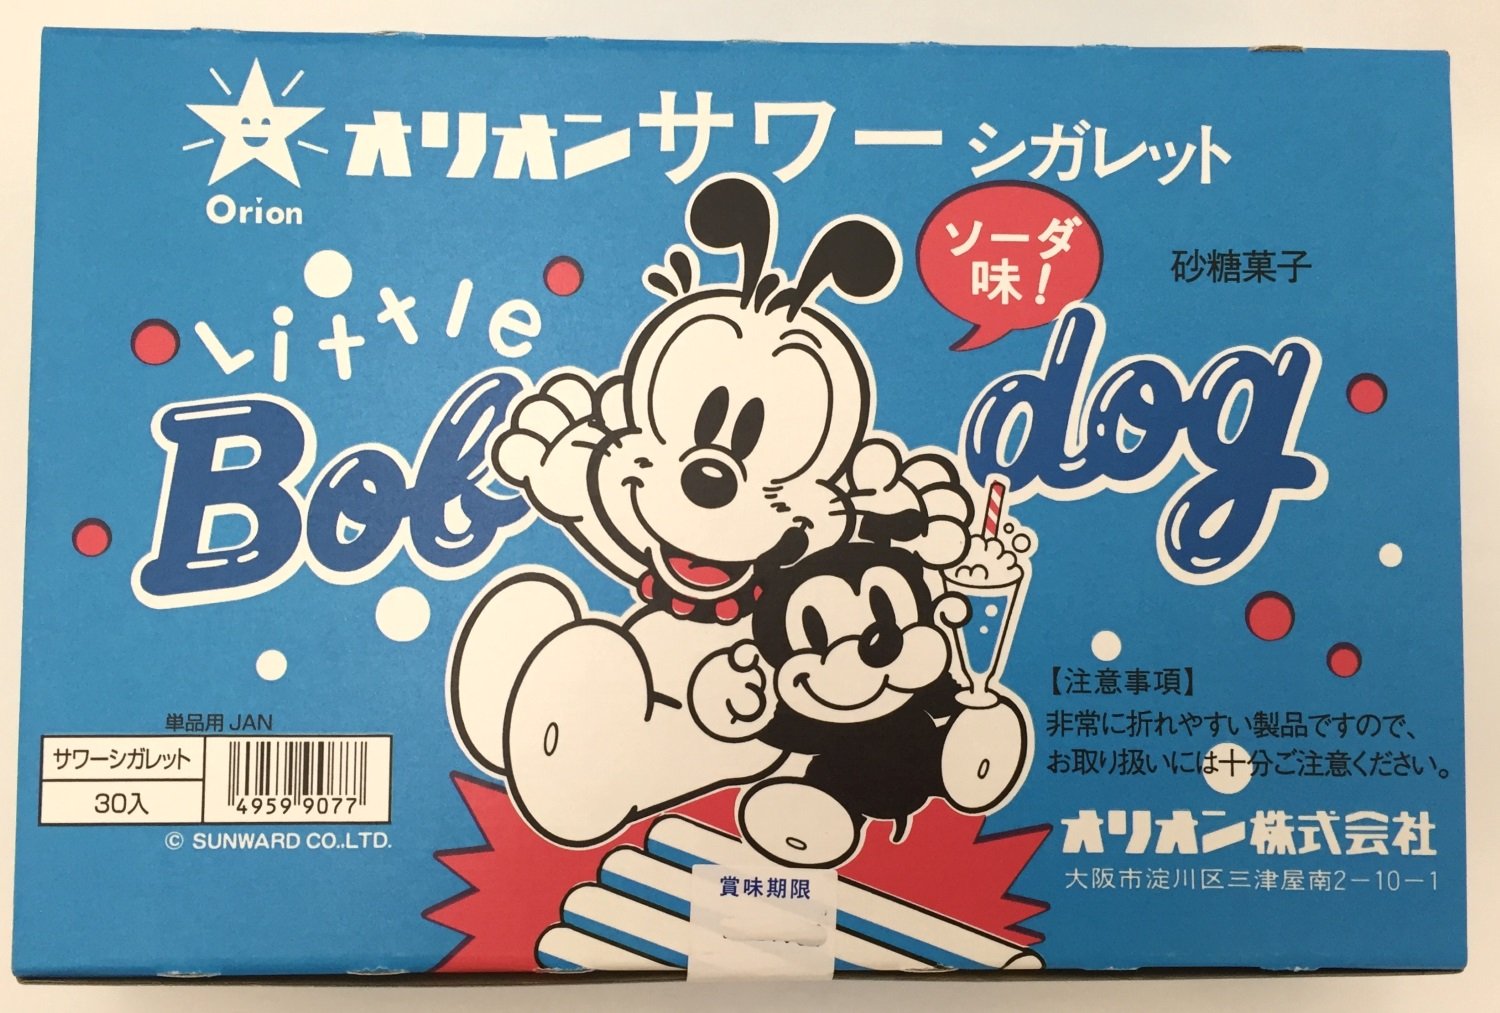 オリオンサワーシガレット
Orion
ソーダ
味!
砂糖菓子
Little
Bob dog
【注意事項】
非常に折れやすい製品ですので、
お取り扱いには十分ご注意ください。
単品用 JAN
サワーシガレット
30入
4959 9077
© SUNWARD CO.,LTD.
オリオン株式会社
大阪市淀川区三津屋南2-10-1
賞味期限